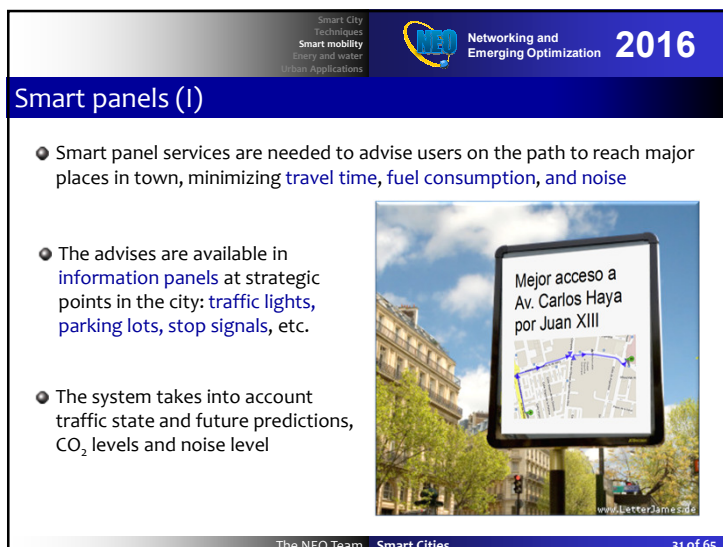 Smart City
Techniques
Smart mobility
Enery and water
Urban Applications
NEO
Networking and
Emerging Optimization
2016
Smart panels (I)
Smart panel services are needed to advise users on the path to reach major
places in town, minimizing travel time, fuel consumption, and noise
The advises are available in
information panels at strategic
points in the city: traffic lights,
parking lots, stop signals, etc.
The system takes into account
traffic state and future predictions,
CO₂ levels and noise level
Mejor acceso a
Av. Carlos Haya
por Juan XIII
www.LetterJames.de
The NEO Team
Smart Cities
31 of 65